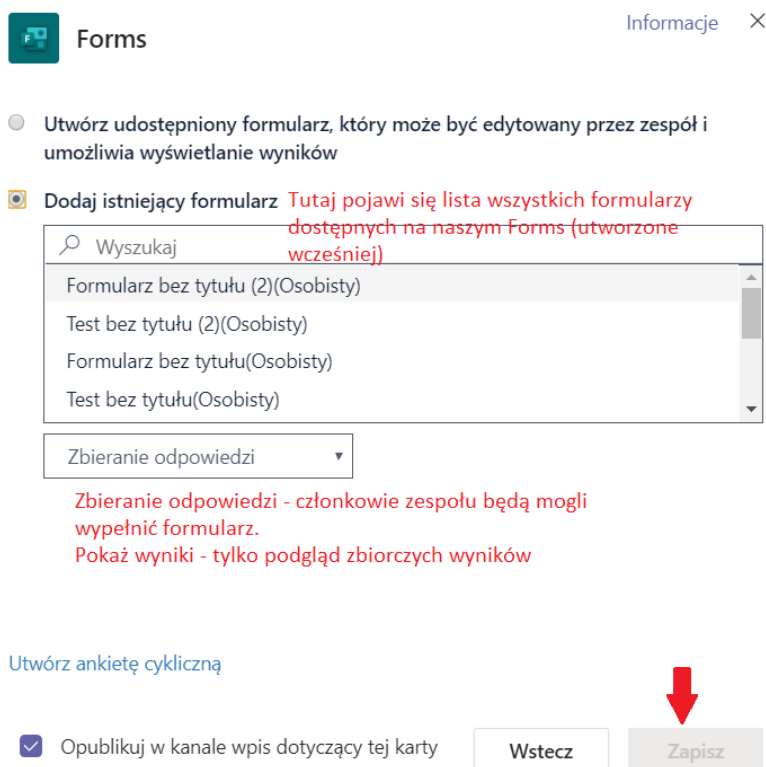 Forms
Informacje
Utwórz udostępniony formularz, który może być edytowany przez zespół i
umożliwia wyświetlanie wyników
Dodaj istniejący formularz
Tutaj pojawi się lista wszystkich formularzy
dostępnych na naszym Forms (utworzone
wcześniej)
Wyszukaj
Formularz bez tytułu (2)(Osobisty)
Test bez tytułu (2)(Osobisty)
Formularz bez tytułu(Osobisty)
Test bez tytułu(Osobisty)
Zbieranie odpowiedzi
Zbieranie odpowiedzi - członkowie zespołu będą mogli
wypełnić formularz.
Pokaż wyniki - tylko podgląd zbiorczych wyników
Utwórz ankietę cykliczną
Opublikuj w kanale wpis dotyczący tej karty
Wstecz
Zapisz